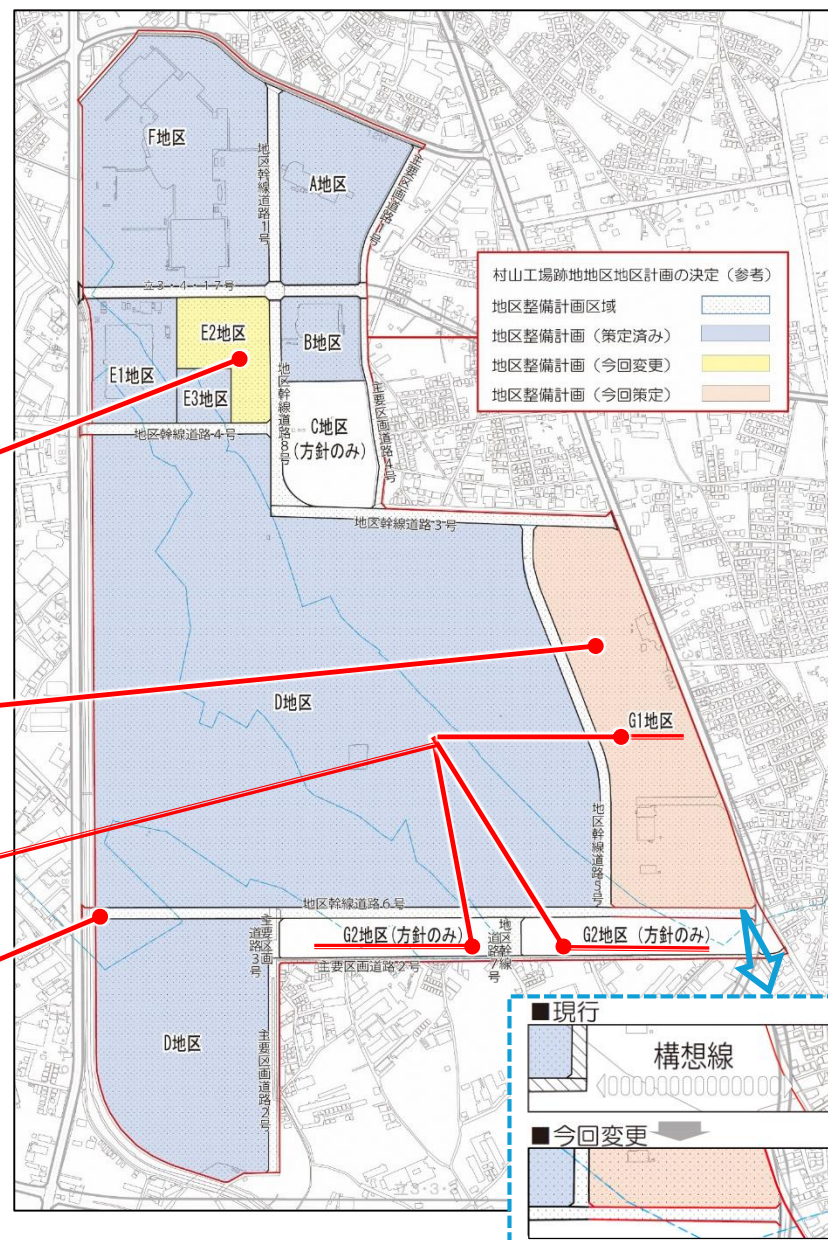 F地区
A地区
地区幹線道路1号
主要区画道路1号
村山工場跡地地区地区計画の決定（参考）
地区整備計画区域
地区整備計画（策定済み）
地区整備計画（今回変更）
地区整備計画（今回策定）
立3・4・17号
E2地区
B地区
E1地区
E3地区
地区幹線道路8号
C地区
(方針のみ)
主要区画道路4号
地区幹線道路4号
地区幹線道路3号
D地区
G1地区
地区幹線道路5号
地区幹線道路6号
主要区画道路3号
G2地区(方針のみ)
地区幹線道路7号
G2地区（方針のみ）
主要区画道路2号
D地区
主要区画道路2号
■現行
構想線
■今回変更